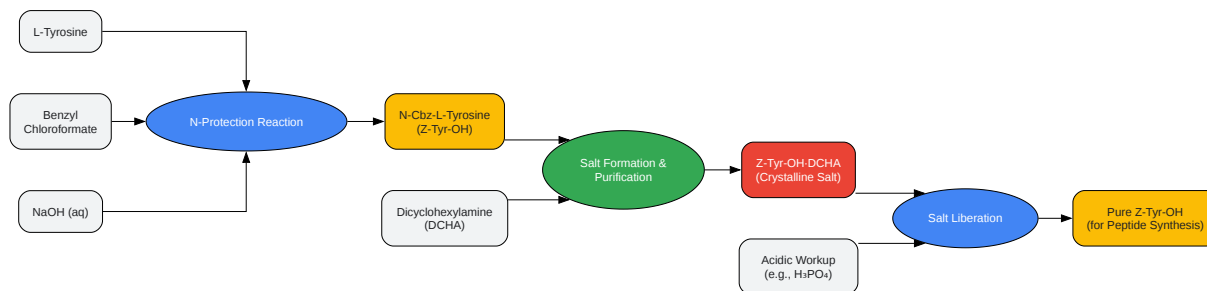 L-Tyrosine
Benzyl
Chloroformate
NaOH (aq)
N-Protection Reaction
N-Cbz-L-Tyrosine
(Z-Tyr-OH)
Dicyclohexylamine
(DCHA)
Salt Formation &
Purification
Z-Tyr-OH·DCHA
(Crystalline Salt)
Acidic Workup
(e.g., H₃PO₄)
Salt Liberation
Pure Z-Tyr-OH
(for Peptide Synthesis)